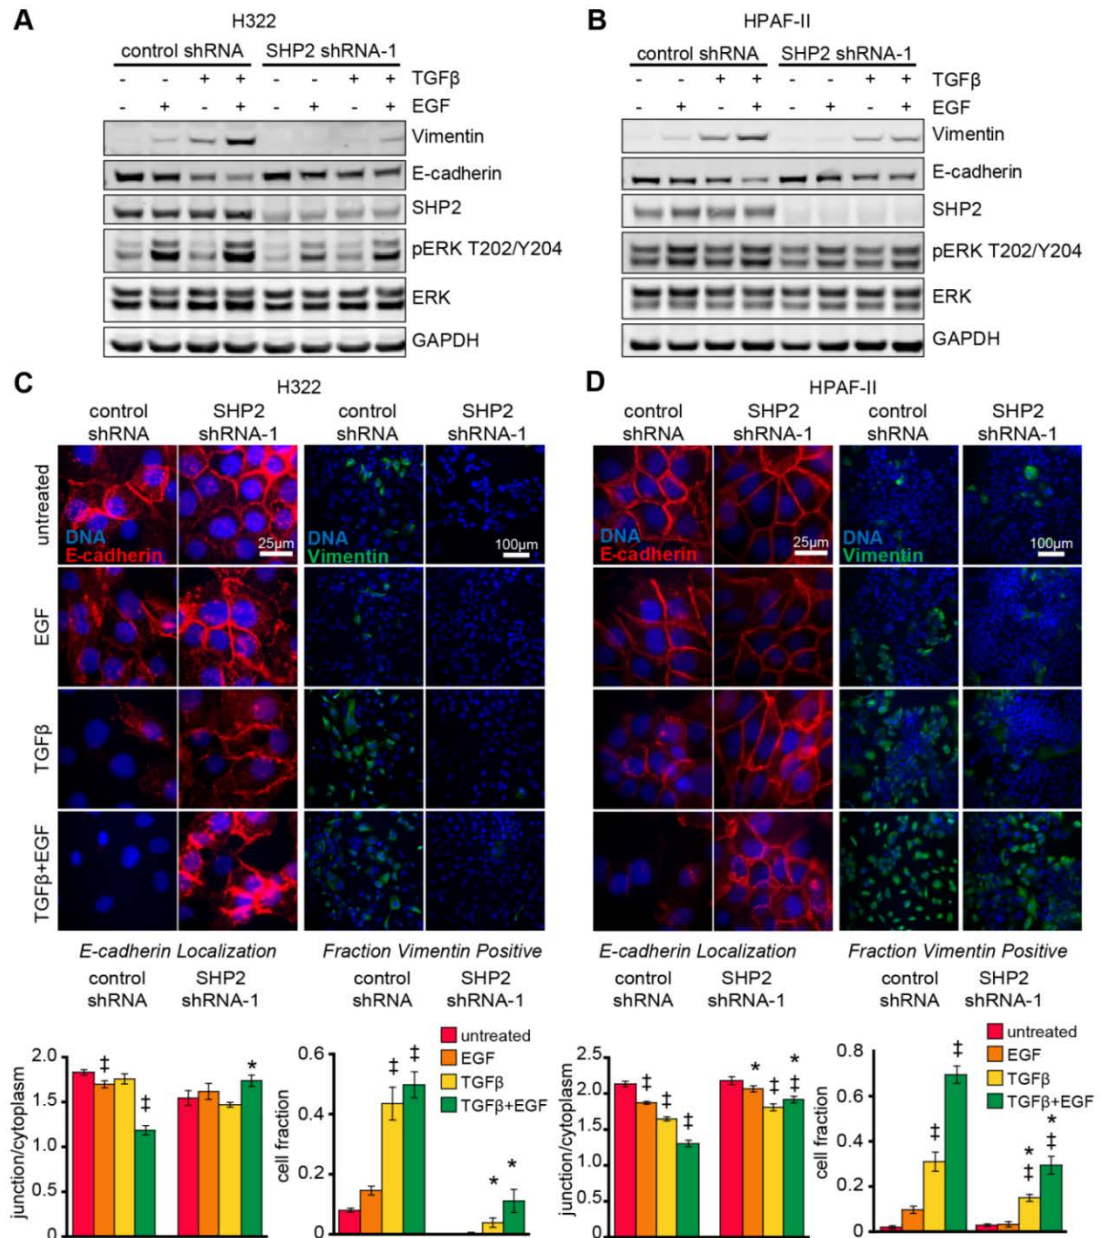 A
H322
control shRNA SHP2 shRNA-1
- - + + - - + + TGFβ
- + - + - + - + EGF
Vimentin
E-cadherin
SHP2
pERK T202/Y204
ERK
GAPDH
B
HPAF-II
control shRNA SHP2 shRNA-1
- - + + - - + + TGFβ
- + - + - + - + EGF
Vimentin
E-cadherin
SHP2
pERK T202/Y204
ERK
GAPDH
C
H322
control shRNA
SHP2 shRNA-1
control shRNA
SHP2 shRNA-1
untreated
DNA
E-cadherin
25μm
DNA
Vimentin
100μm
EGF
TGFβ
TGFβ+EGF
E-cadherin Localization
Fraction Vimentin Positive
control shRNA
SHP2 shRNA-1
control shRNA
SHP2 shRNA-1
untreated
EGF
TGFβ
TGFβ+EGF
junction/cytoplasm
2.0
1.5
1.0
0.5
0
‡
‡
*
cell fraction
0.6
0.4
0.2
0
‡
‡
*
*
D
HPAF-II
control shRNA
SHP2 shRNA-1
control shRNA
SHP2 shRNA-1
DNA
E-cadherin
25μm
DNA
Vimentin
100μm
E-cadherin Localization
Fraction Vimentin Positive
control shRNA
SHP2 shRNA-1
control shRNA
SHP2 shRNA-1
untreated
EGF
TGFβ
TGFβ+EGF
junction/cytoplasm
2.5
2.0
1.5
1.0
0.5
0
‡
‡
‡
*
‡
*
‡
cell fraction
0.8
0.6
0.4
0.2
0
‡
‡
*
‡
*
‡